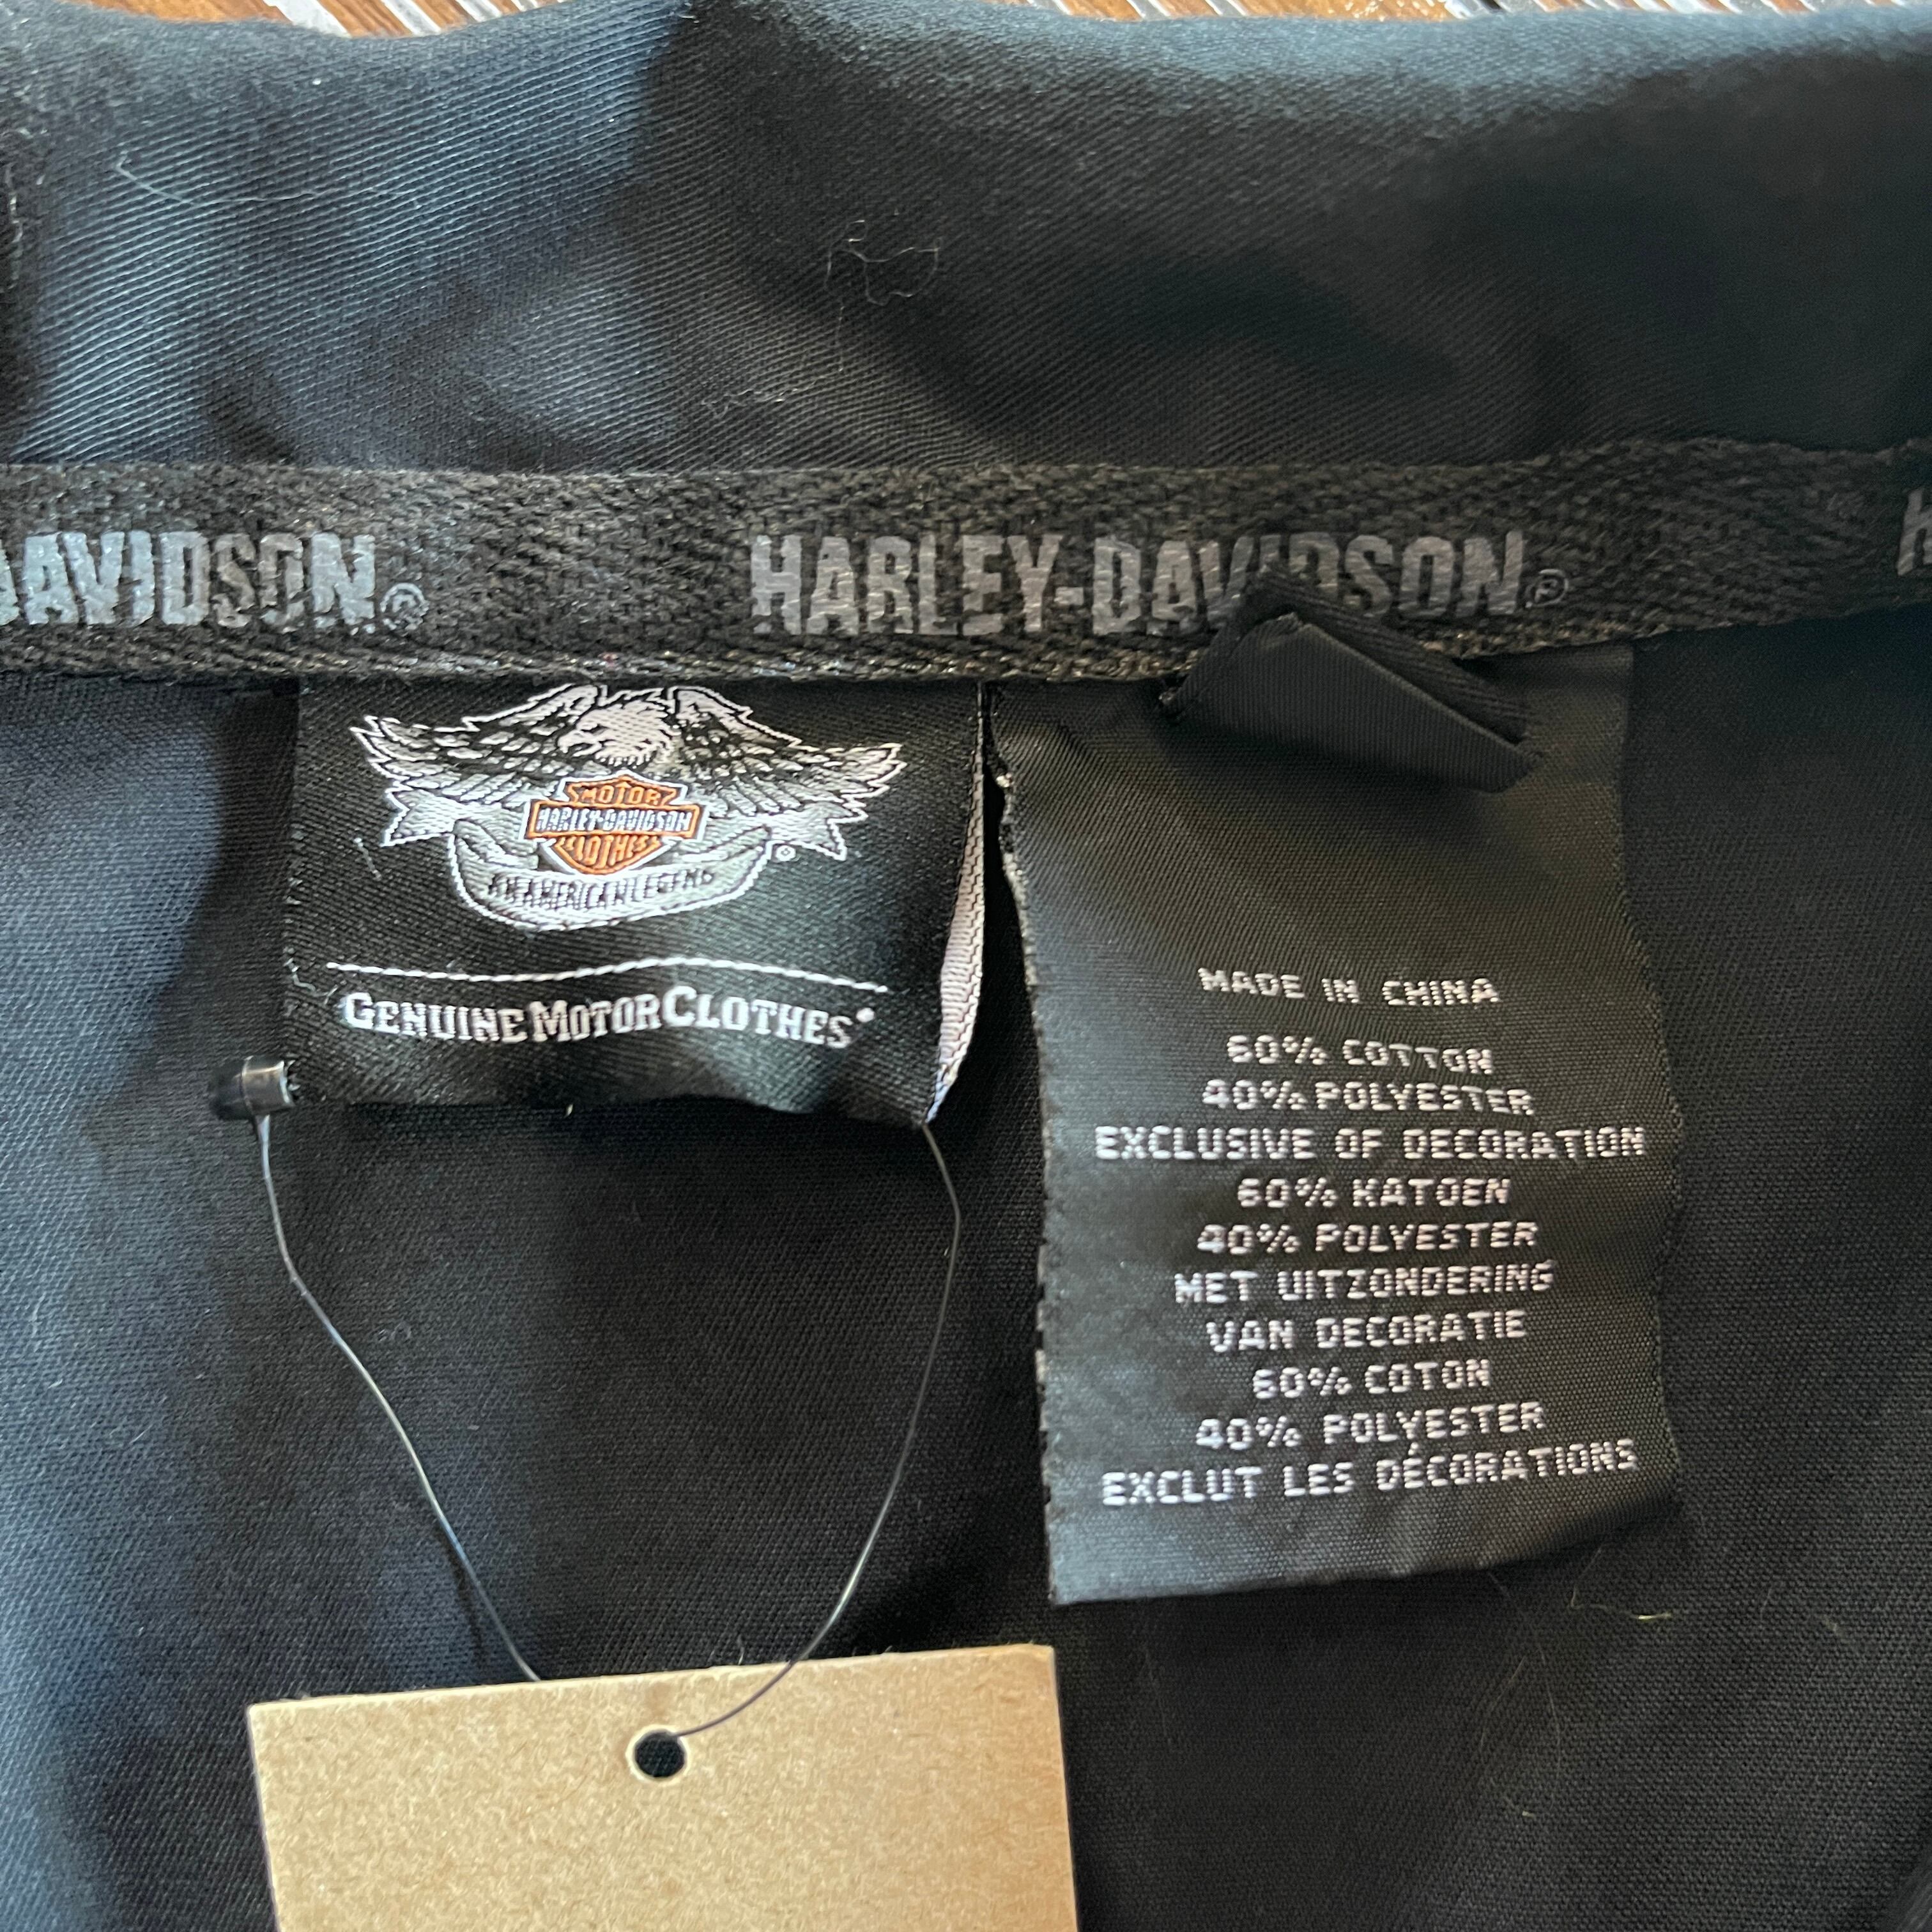 DAVIDSON®
HARLEY-DAVIDSON®
H
MOTOR
HARLEY-DAVIDSON
CLOTHES
AN AMERICAN LEGEND
®
GENUINE MOTORCLOTHES®
MADE IN CHINA
60% COTTON
40% POLYESTER
EXCLUSIVE OF DECORATION
60% KATOEN
40% POLYESTER
MET UITZONDERING
VAN DECORATIE
60% COTON
40% POLYESTER
EXCLUT LES DÉCORATIONS